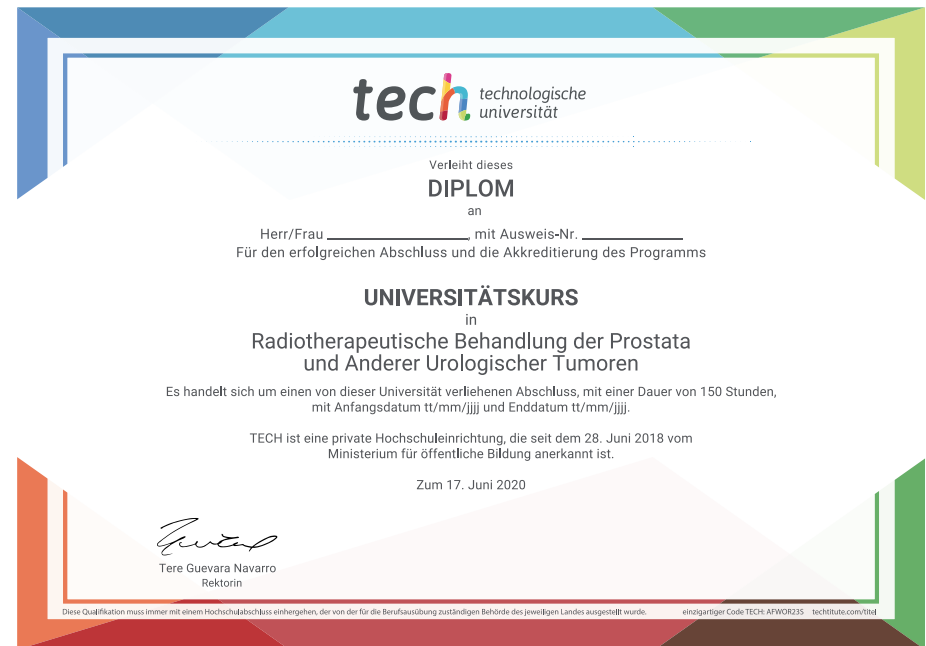 tech technologische
universität
Verleiht dieses
DIPLOM
an
Herr/Frau ____________________, mit Ausweis-Nr. ______________
Für den erfolgreichen Abschluss und die Akkreditierung des Programms
UNIVERSITÄTSKURS
in
Radiotherapeutische Behandlung der Prostata
und Anderer Urologischer Tumoren
Es handelt sich um einen von dieser Universität verliehenen Abschluss, mit einer Dauer von 150 Stunden,
mit Anfangsdatum tt/mm/jjjj und Enddatum tt/mm/jjjj.
TECH ist eine private Hochschuleinrichtung, die seit dem 28. Juni 2018 vom
Ministerium für öffentliche Bildung anerkannt ist.
Zum 17. Juni 2020
Tere Guevara Navarro
Rektorin
Diese Qualifikation muss immer mit einem Hochschulabschluss einhergehen, der von der für die Berufsausübung zuständigen Behörde des jeweiligen Landes ausgestellt wurde. einzigartiger Code TECH: AFWOR23S techtitute.com/titel